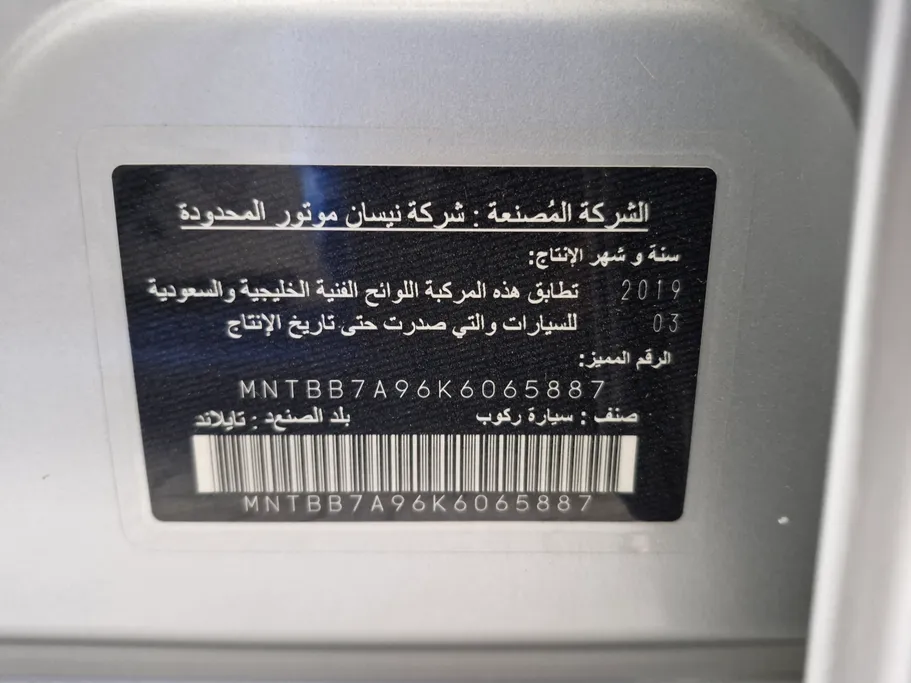 الشركة المُصنعة : شركة نيسان موتور المحدودة
سنة و شهر الإنتاج:
2019 تطابق هذه المركبة اللوائح الفنية الخليجية والسعودية
03 للسيارات والتي صدرت حتى تاريخ الإنتاج
الرقم المميز:
MNTBB7A96K6065887
صنف : سيارة ركوب بلد الصنع: تايلاند
MNTBB7A96K6065887